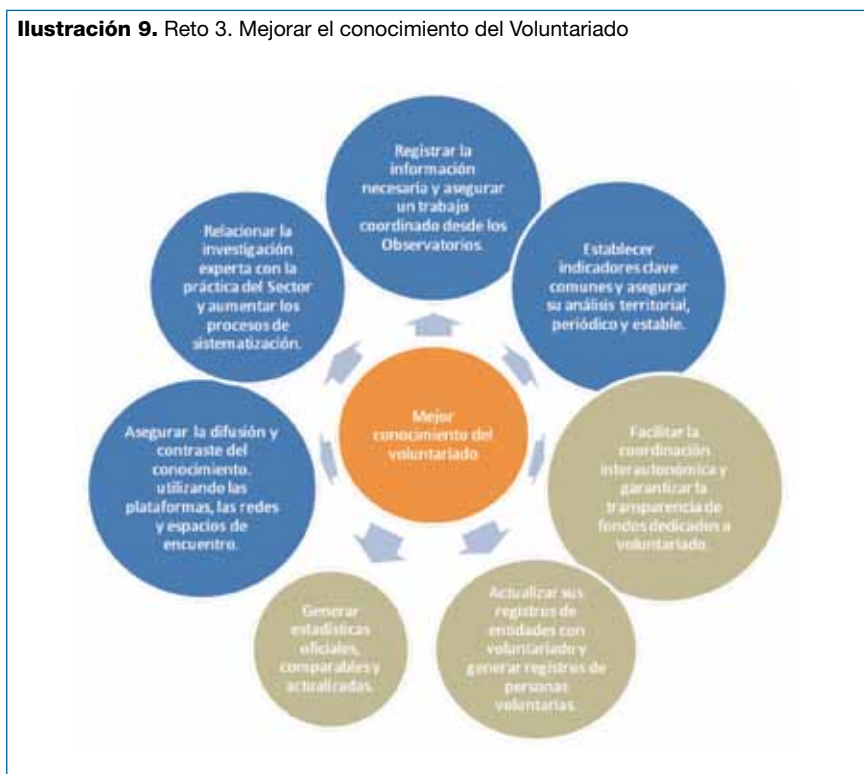 Ilustración 9. Reto 3. Mejorar el conocimiento del Voluntariado
Registrar la
información
necesaria y asegurar
un trabajo
coordinado desde los
Observatorios.
Establecer
indicadores clave
comunes y asegurar
su análisis territorial,
periódico y estable.
Facilitar la
coordinación
interautonómica y
garantizar la
transparencia de
fondos dedicados a
voluntariado.
Actualizar sus
registros de
entidades con
voluntariado y
generar registros de
personas
voluntarias.
Generar
estadísticas
oficiales,
comparables y
actualizadas.
Asegurar la difusión y
contraste del
conocimiento.
utilizando las
plataformas, las redes
y espacios de
encuentro.
Relacionar la
investigación
experta con la
práctica del Sector
y aumentar los
procesos de
sistematización.
Mejor
conocimiento del
voluntariado